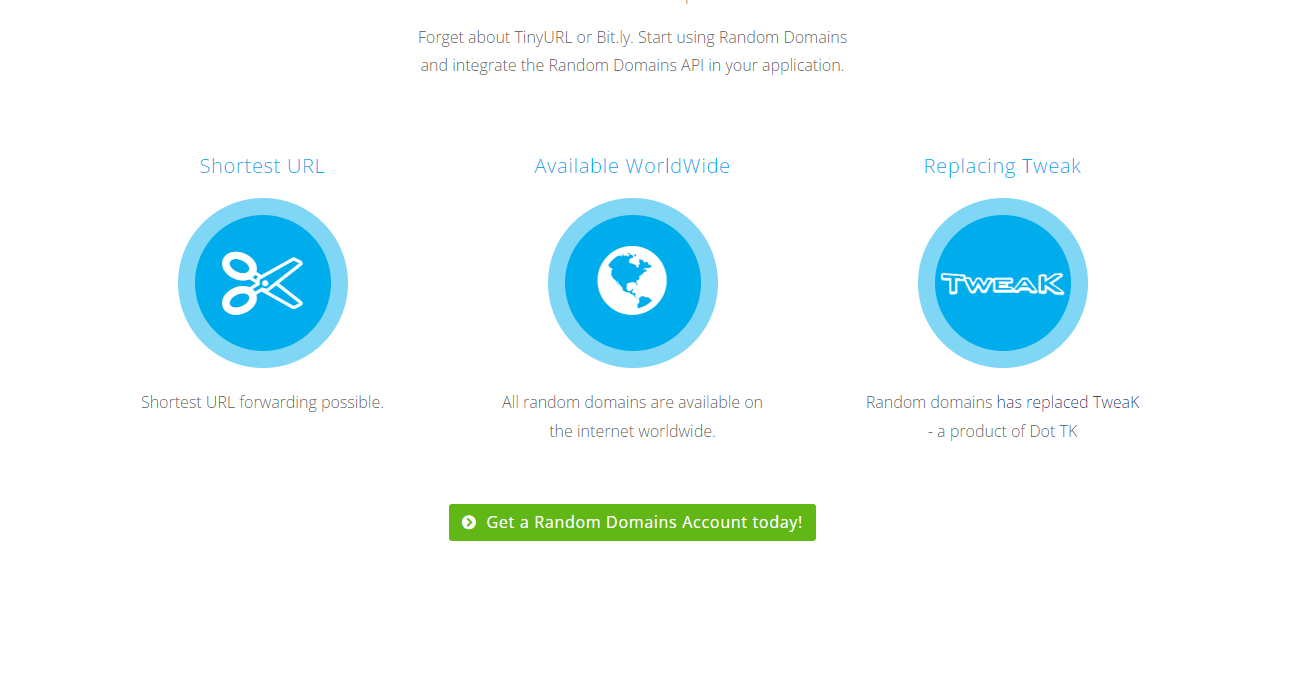 Forget about TinyURL or Bit.ly. Start using Random Domains
and integrate the Random Domains API in your application.
Shortest URL
Available WorldWide
Replacing Tweak
TWEAK
Shortest URL forwarding possible.
All random domains are available on
the internet worldwide.
Random domains has replaced TweaK
- a product of Dot TK
Get a Random Domains Account today!